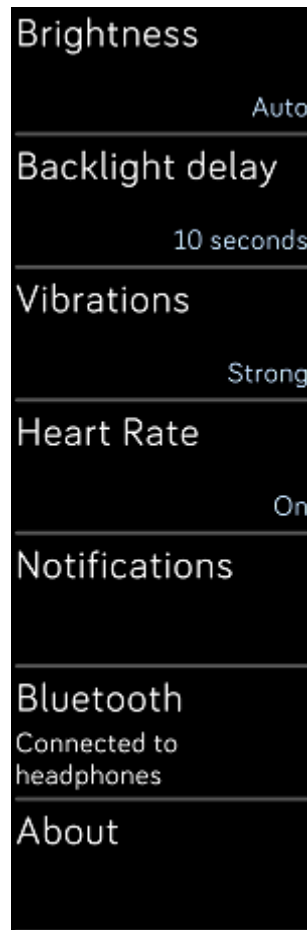 Brightness
Auto
Backlight delay
10 seconds
Vibrations
Strong
Heart Rate
On
Notifications
Bluetooth
Connected to
headphones
About